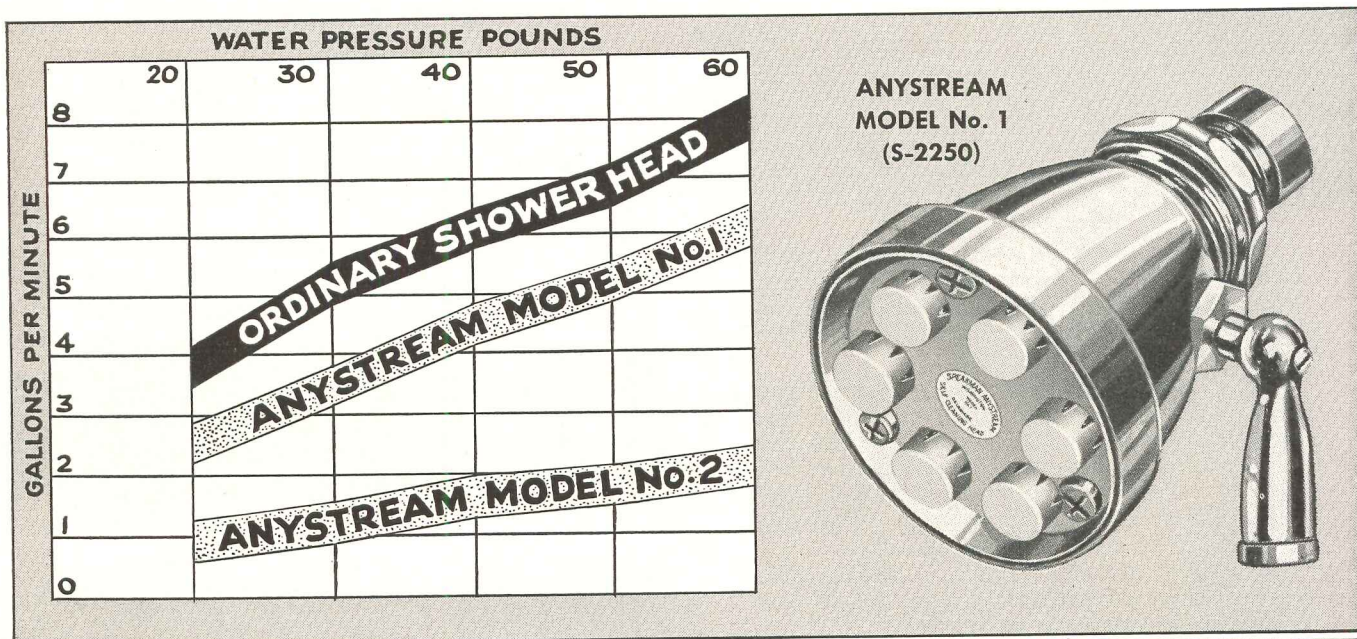 WATER PRESSURE POUNDS
20 30 40 50 60
GALLONS PER MINUTE
8
7
6
5
4
3
2
1
0
ORDINARY SHOWER HEAD
ANYSTREAM MODEL No.1
ANYSTREAM MODEL No.2
ANYSTREAM
MODEL No. 1
(S-2250)
SPEAKMAN ANYSTREAM
SELF CLEANING HEAD